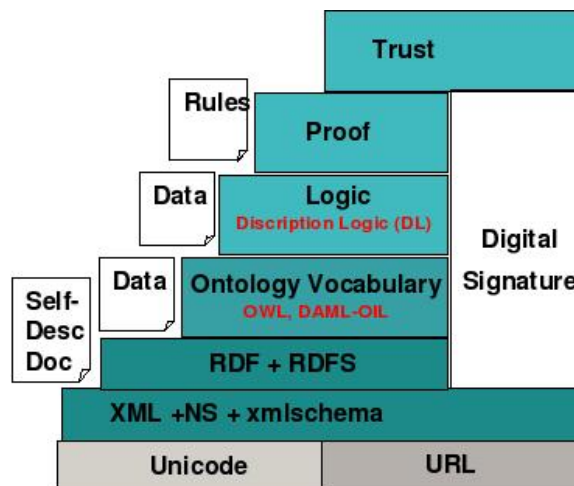 Trust
Rules
Proof
Data
Logic
Discription Logic (DL)
Digital
Signature
Data
Ontology Vocabulary
OWL, DAML-OIL
Self-
Desc
Doc
RDF + RDFS
XML +NS + xmlschema
Unicode
URL